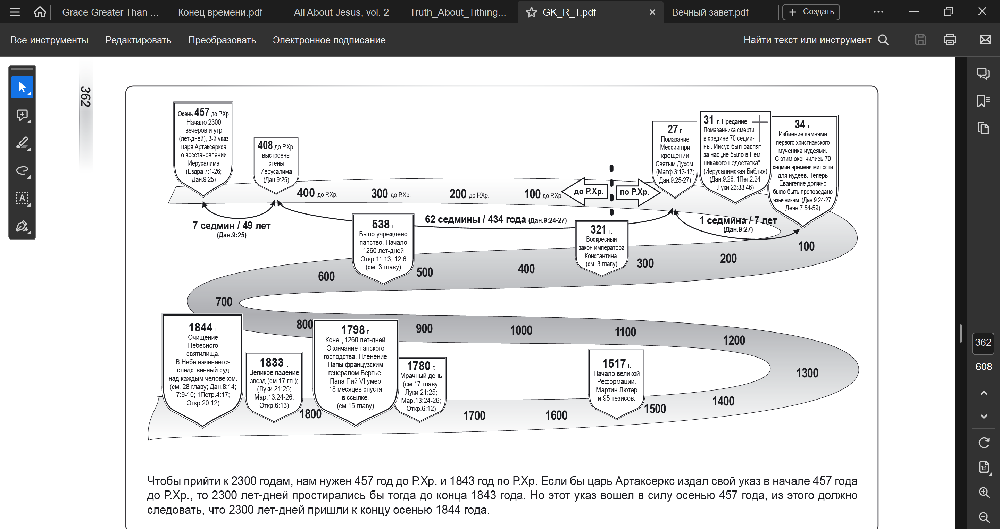 Grace Greater Than ...
Конец времени.pdf
All About Jesus, vol. 2
Truth_About_Tithing...
GK_R_T.pdf
Вечный завет.pdf
Создать
Все инструменты
Редактировать
Преобразовать
Электронное подписание
Найти текст или инструмент
362
Осень 457 до Р.Хр.
Начало 2300
вечеров и утр
(лет-дней), 3-й указ
царя Артаксеркса
о восстановлении
Иерусалима
(Ездра 7:1-26;
Дан.9:25)
408 до Р.Хр.
выстроены
стены
Иерусалима
(Дан.9:25)
27 г.
Помазание
Мессии при
крещении
Святым Духом.
(Матф.3:13-17;
Дан.9:25-27)
31 г. Предание
Помазанника смерти
в средине 70 седми-
ны. Иисус был распят
за нас „не было в Нем
никакого недостатка“.
(Иерусалимская Библия)
(Дан.9:26; 1Пет.2:24
Луки 23:33,46)
34 г.
Избиение камнями
первого христианского
мученика иудеями.
С этим окончились 70
седмин времени милости
для иудеев. Теперь
Евангелие должно
было быть проповедано
язычникам. (Дан.9:24-27;
Деян.7:54-59)
400 до Р.Хр.
300 до Р.Хр.
200 до Р.Хр.
100 до Р.Хр.
до Р.Хр.
по Р.Хр.
7 седмин / 49 лет
(Дан.9:25)
62 седмины / 434 года (Дан.9:24-27)
1 седмина / 7 лет
(Дан.9:27)
538 г.
Было учреждено
папство. Начало
1260 лет-дней
Откр.11:13; 12:6
(см. 3 главу)
321 г.
Воскресный
закон императора
Константина.
(см. 3 главу)
100
200
300
400
500
600
700
800
900
1000
1100
1200
1300
1400
1500
1600
1700
1800
1844 г.
Очищение
Небесного
святилища.
В Небе начинается
следственный суд
над каждым человеком.
(см. 28 главу; Дан.8:14;
7:9-10; 1Петр.4:17;
Откр.20:12)
1833 г.
Великое падение
звезд (см.17 гл.);
(Луки 21:25;
Мар.13:24-26;
Откр.6:13)
1798 г.
Конец 1260 лет-дней
Окончание папского
господства. Пленение
Папы французским
генералом Бертье.
Папа Пий VI умер
18 месяцев спустя
в ссылке.
(см.15 главу)
1780 г.
Мрачный день
(см.17 главу;
Луки 21:25;
Мар.13:24-26;
Откр.6:12)
1517 г.
Начало великой
Реформации.
Мартин Лютер
и 95 тезисов.
Чтобы прийти к 2300 годам, нам нужен 457 год до Р.Хр. и 1843 год по Р.Хр. Если бы царь Артаксеркс издал свой указ в начале 457 года
до Р.Хр., то 2300 лет-дней простирались бы тогда до конца 1843 года. Но этот указ вошел в силу осенью 457 года, из этого должно
следовать, что 2300 лет-дней пришли к концу осенью 1844 года.
362
608
1:1